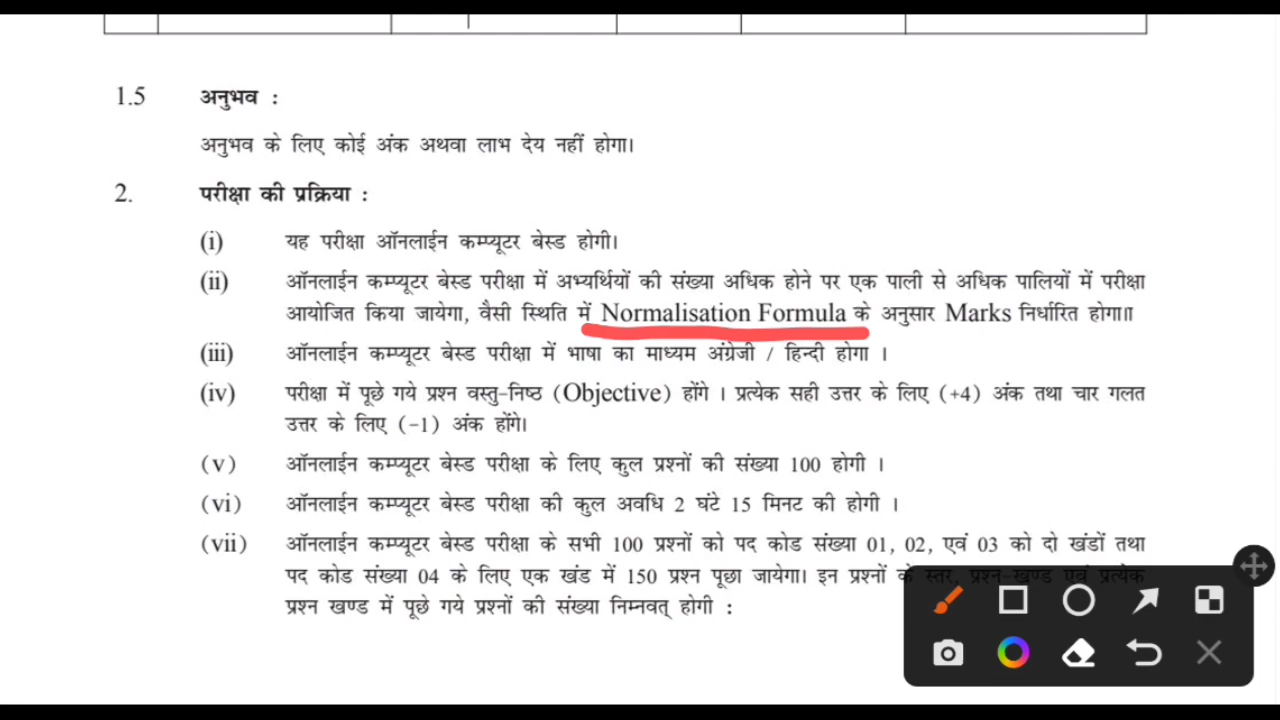 1.5 अनुभव :
अनुभव के लिए कोई अंक अथवा लाभ देय नहीं होगा।
2. परीक्षा की प्रक्रिया :
(i) यह परीक्षा ऑनलाईन कम्प्यूटर बेस्ड होगी।
(ii) ऑनलाईन कम्प्यूटर बेस्ड परीक्षा में अभ्यर्थियों की संख्या अधिक होने पर एक पाली से अधिक पालियों में परीक्षा
आयोजित किया जायेगा, वैसी स्थिति में Normalisation Formula के अनुसार Marks निर्धारित होगा॥
(iii) ऑनलाईन कम्प्यूटर बेस्ड परीक्षा में भाषा का माध्यम अंग्रेजी / हिन्दी होगा ।
(iv) परीक्षा में पूछे गये प्रश्न वस्तु-निष्ठ (Objective) होंगे । प्रत्येक सही उत्तर के लिए (+4) अंक तथा चार गलत
उत्तर के लिए (-1) अंक होंगे।
(v) ऑनलाईन कम्प्यूटर बेस्ड परीक्षा के लिए कुल प्रश्नों की संख्या 100 होगी ।
(vi) ऑनलाईन कम्प्यूटर बेस्ड परीक्षा की कुल अवधि 2 घंटे 15 मिनट की होगी ।
(vii) ऑनलाईन कम्प्यूटर बेस्ड परीक्षा के सभी 100 प्रश्नों को पद कोड संख्या 01, 02, एवं 03 को दो खंडों तथा
पद कोड संख्या 04 के लिए एक खंड में 150 प्रश्न पूछा जायेगा। इन प्रश्नों के स्तर, प्रश्न-खण्ड एवं प्रत्येक
प्रश्न खण्ड में पूछे गये प्रश्नों की संख्या निम्नवत् होगी :